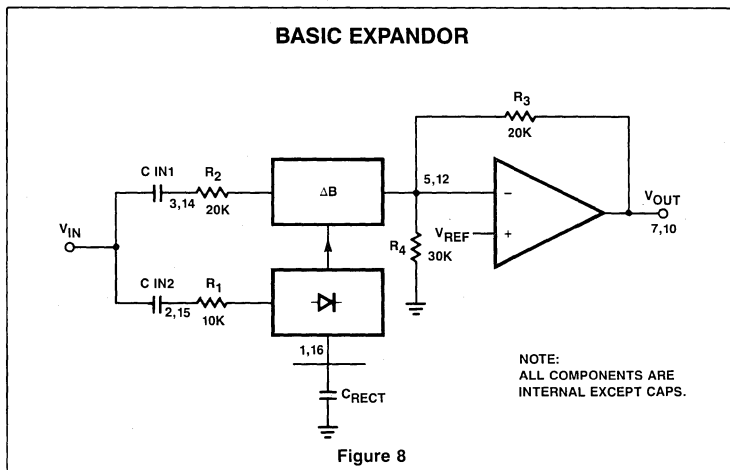 BASIC EXPANDOR
R3
20K
C IN1
R2
3,14
20K
ΔB
5,12
−
VOUT
7,10
VIN
VREF
+
R4
30K
C IN2
R1
2,15
10K
1,16
CRECT
NOTE:
ALL COMPONENTS ARE
INTERNAL EXCEPT CAPS.
Figure 8